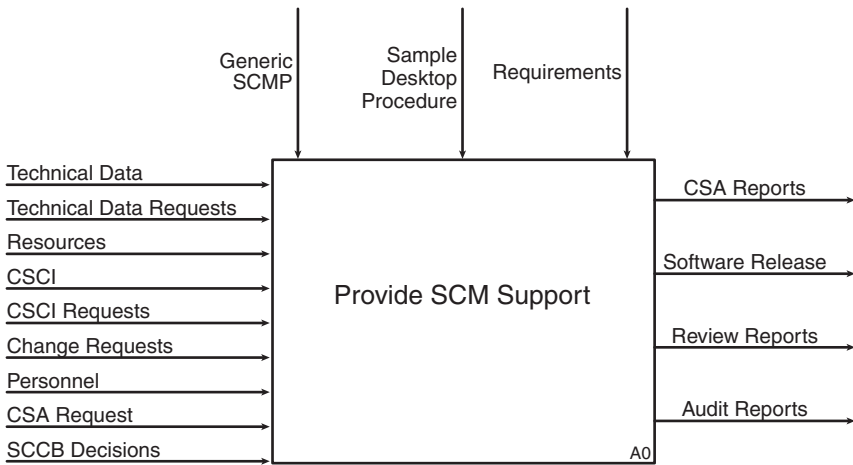 Generic
SCMP
Sample
Desktop
Procedure
Requirements
Technical Data
Technical Data Requests
Resources
CSCI
CSCI Requests
Change Requests
Personnel
CSA Request
SCCB Decisions
Provide SCM Support
A0
CSA Reports
Software Release
Review Reports
Audit Reports